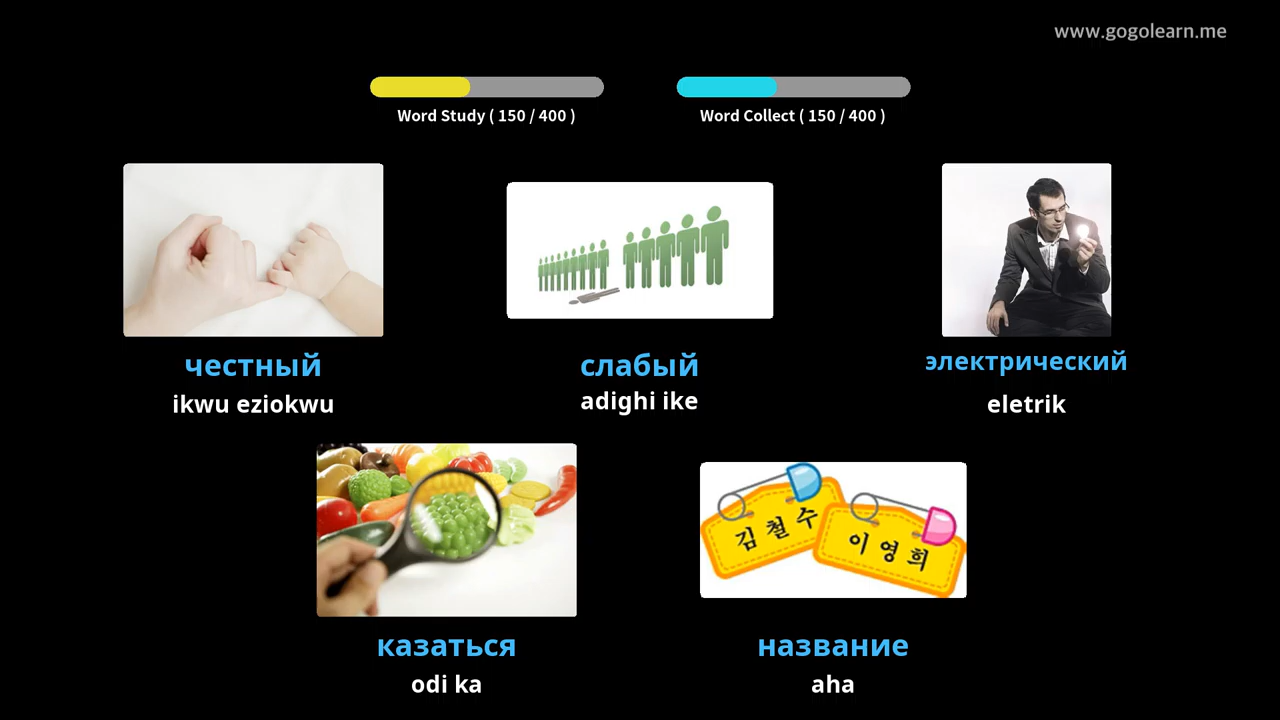 www.gogolearn.me
Word Study ( 150 / 400 )
Word Collect ( 150 / 400 )
честный
ikwu eziokwu
слабый
adighi ike
электрический
eletrik
김철수
이영희
казаться
odi ka
название
aha